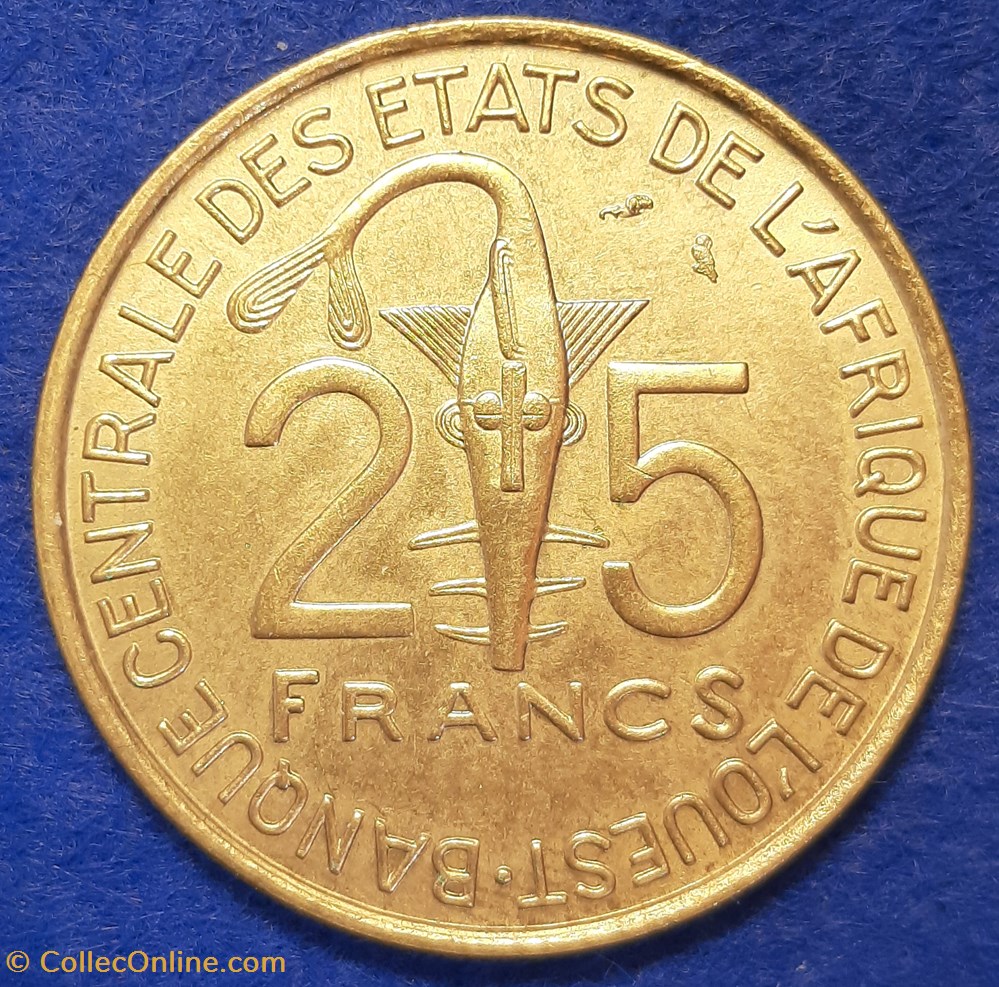 BANQUE CENTRALE DES ETATS DE L'AFRIQUE DE L'OUEST ·
25
FRANCS
© CollecOnline.com